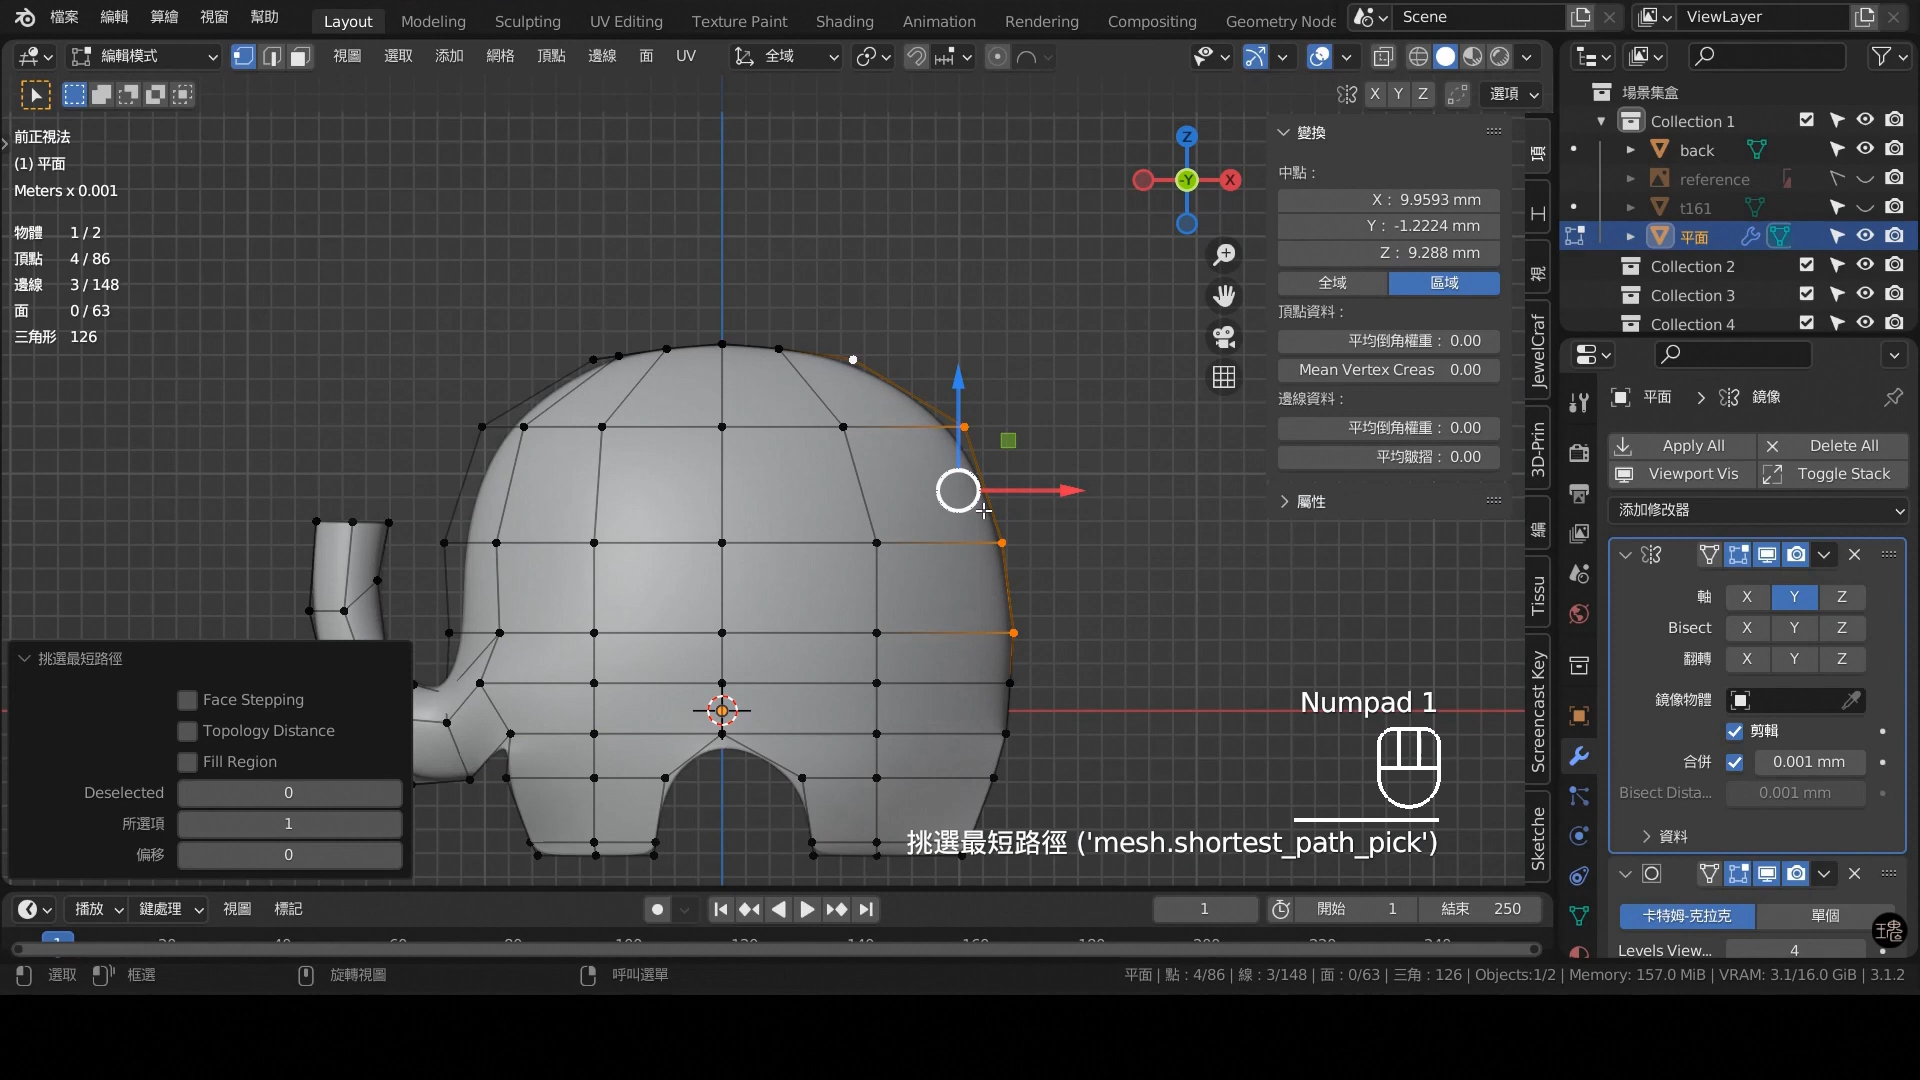 檔案 編輯 算繪 視窗 幫助
Layout Modeling Sculpting UV Editing Texture Paint Shading Animation Rendering Compositing Geometry Node
Scene
ViewLayer
編輯模式
視圖 選取 添加 網格 頂點 邊線 面 UV
全域
X Y Z
選項
前正視法
(1) 平面
Meters x 0.001
物體 1 / 2
頂點 4 / 86
邊線 3 / 148
面 0 / 63
三角形 126
Z
-Y
X
變換
中點 :
X : 9.9593 mm
Y : -1.2224 mm
Z : 9.288 mm
全域 區域
頂點資料 :
平均倒角權重 : 0.00
Mean Vertex Creas 0.00
邊線資料 :
平均倒角權重 : 0.00
平均皺摺 : 0.00
屬性
項
工
視
JewelCraf
3D-Prin
編
Tissu
Screencast Key
Sketche
場景集盒
Collection 1
back
reference
t161
平面
Collection 2
Collection 3
Collection 4
平面 > 鏡像
Apply All Delete All
Viewport Vis Toggle Stack
添加修改器
軸 X Y Z
Bisect X Y Z
翻轉 X Y Z
鏡像物體
剪輯
合併 0.001 mm
Bisect Dista... 0.001 mm
資料
卡特姆-克拉克 單個
Levels View... 4
挑選最短路徑
Face Stepping
Topology Distance
Fill Region
Deselected 0
所選項 1
偏移 0
Numpad 1
挑選最短路徑 ('mesh.shortest_path_pick')
播放 鍵處理 視圖 標記
1
開始 1
結束 250
1
選取 框選 旋轉視圖 呼叫選單
平面 | 點 : 4/86 | 線 : 3/148 | 面 : 0/63 | 三角 : 126 | Objects:1/2 | Memory: 157.0 MiB | VRAM: 3.1/16.0 GiB | 3.1.2